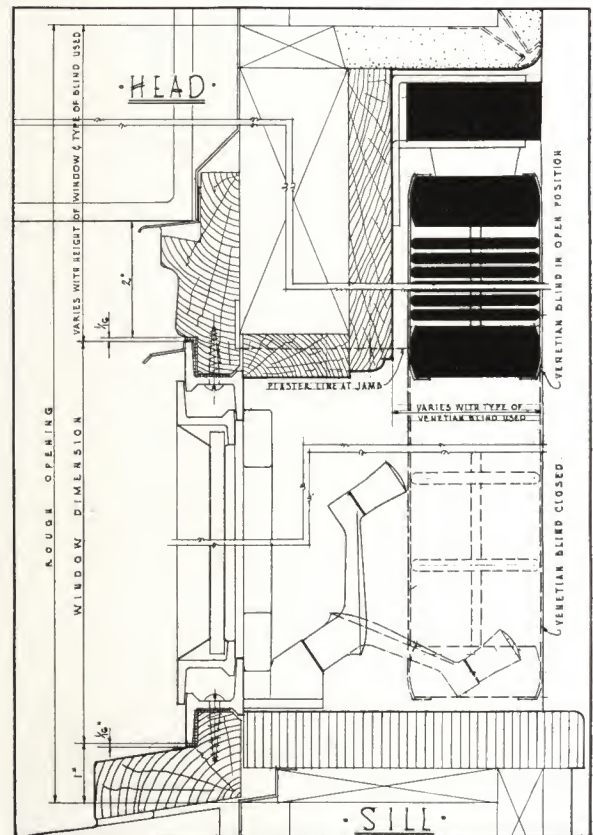 · HEAD ·
ROUGH OPENING
WINDOW DIMENSION
VARIES WITH HEIGHT OF WINDOW & TYPE OF BLIND USED
2"
1/16
PLASTER LINE AT JAMB
VARIES WITH TYPE OF
VENETIAN BLIND USED
VENETIAN BLIND IN OPEN POSITION
VENETIAN BLIND CLOSED
1/16"
1"
· SILL ·